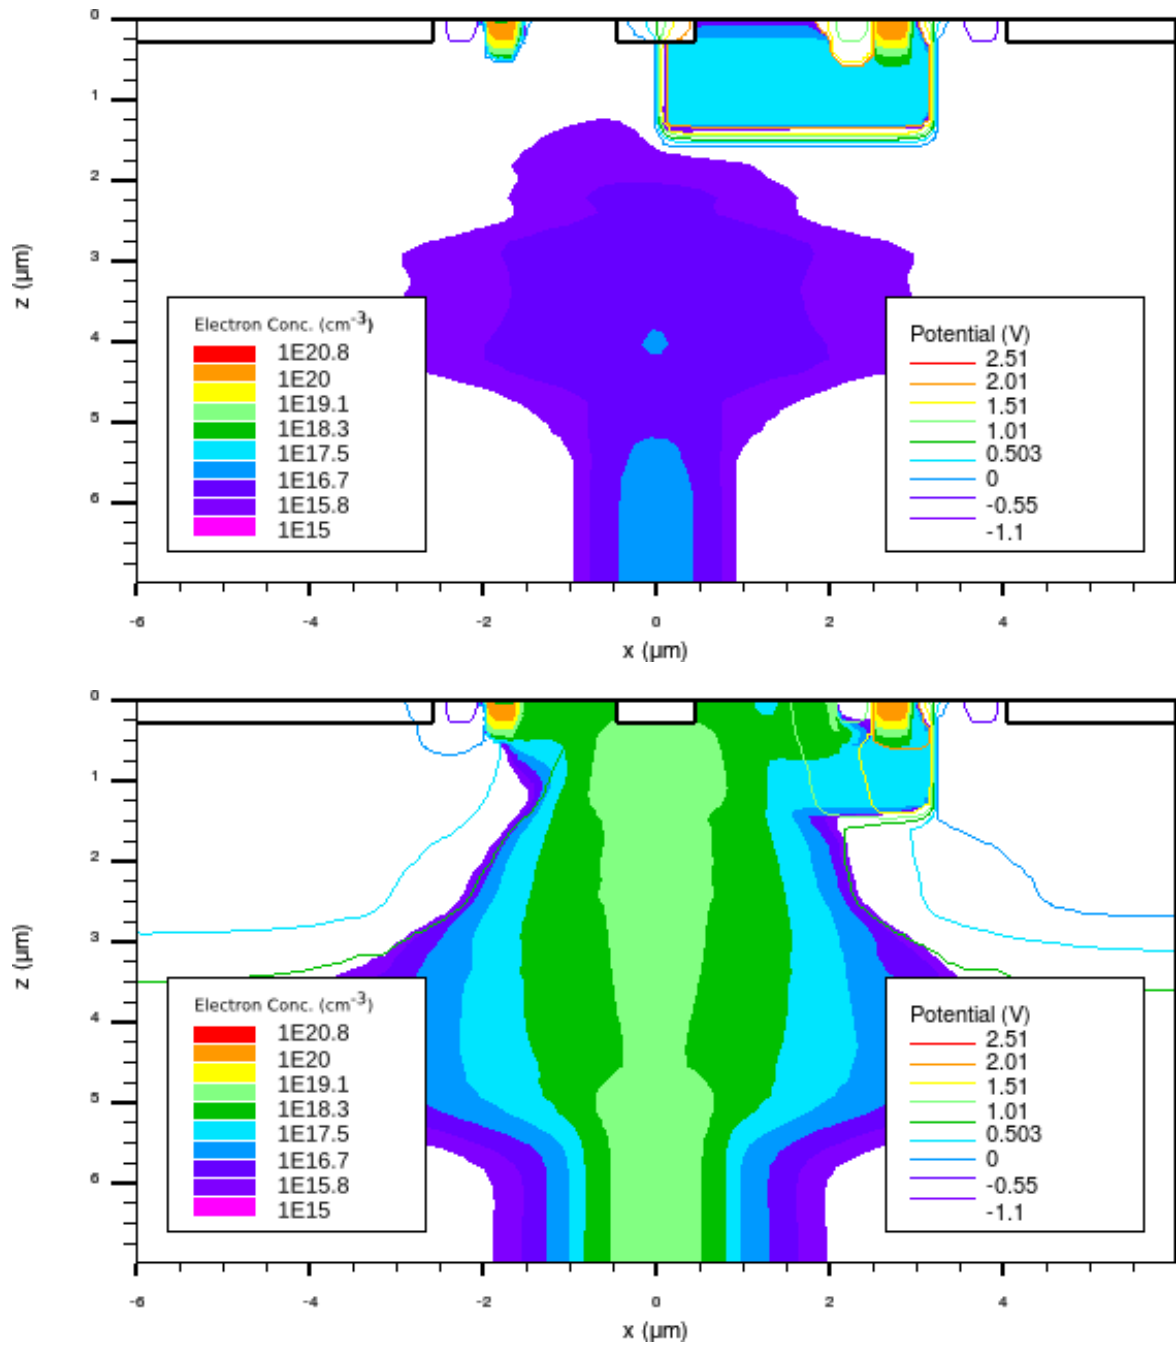 0
1
2
3
4
5
6
z (μm)
Electron Conc. (cm-3)
1E20.8
1E20
1E19.1
1E18.3
1E17.5
1E16.7
1E15.8
1E15
Potential (V)
2.51
2.01
1.51
1.01
0.503
0
-0.55
-1.1
-6
-4
-2
0
2
4
x (μm)
0
1
2
3
4
5
6
z (μm)
Electron Conc. (cm-3)
1E20.8
1E20
1E19.1
1E18.3
1E17.5
1E16.7
1E15.8
1E15
Potential (V)
2.51
2.01
1.51
1.01
0.503
0
-0.55
-1.1
-6
-4
-2
0
2
4
x (μm)